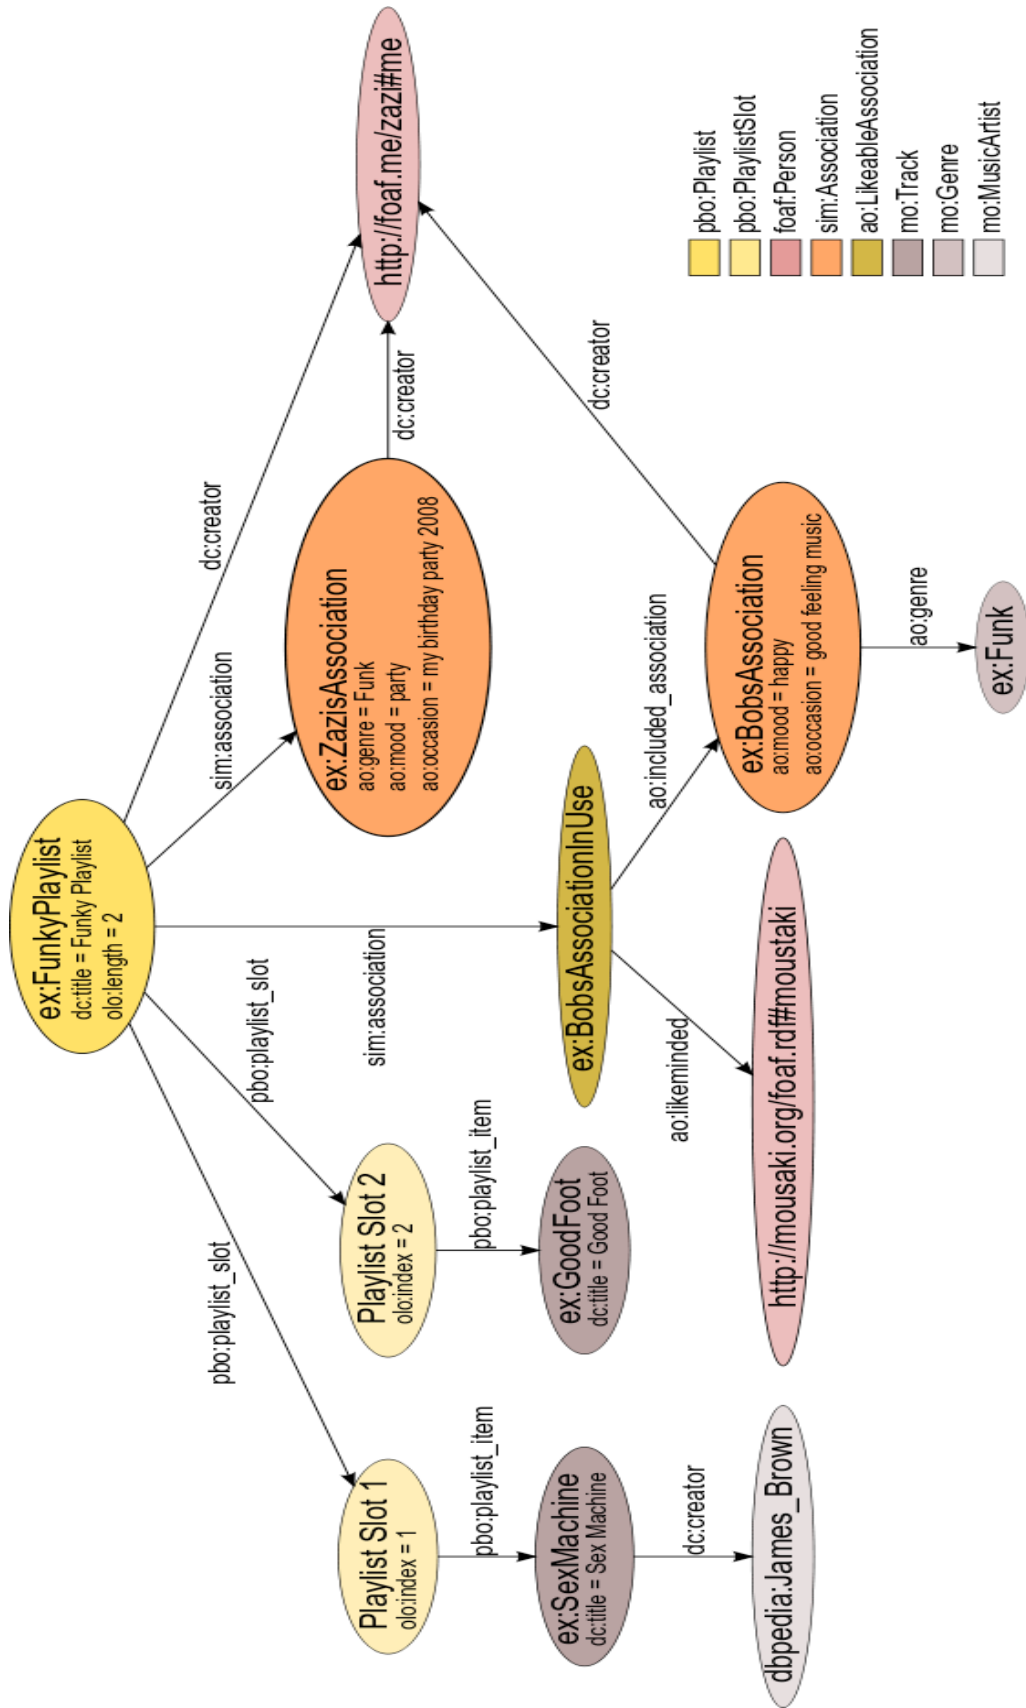 ex:FunkyPlaylist
dc:title = Funky Playlist
olo:length = 2
pbo:playlist_slot
pbo:playlist_slot
sim:association
sim:association
dc:creator
Playlist Slot 1
olo:index = 1
Playlist Slot 2
olo:index = 2
ex:ZazisAssociation
ao:genre = Funk
ao:mood = party
ao:occasion = my birthday party 2008
dc:creator
http://foaf.me/zazi#me
pbo:playlist_item
pbo:playlist_item
ex:SexMachine
dc:title = Sex Machine
ex:GoodFoot
dc:title = Good Foot
ex:BobsAssociationInUse
dc:creator
ao:likeminded
ao:included_association
dc:creator
dbpedia:James_Brown
http://mousaki.org/foaf.rdf#moustaki
ex:BobsAssociation
ao:mood = happy
ao:occasion = good feeling music
ao:genre
ex:Funk
pbo:Playlist
pbo:PlaylistSlot
foaf:Person
sim:Association
ao:LikeableAssociation
mo:Track
mo:Genre
mo:MusicArtist